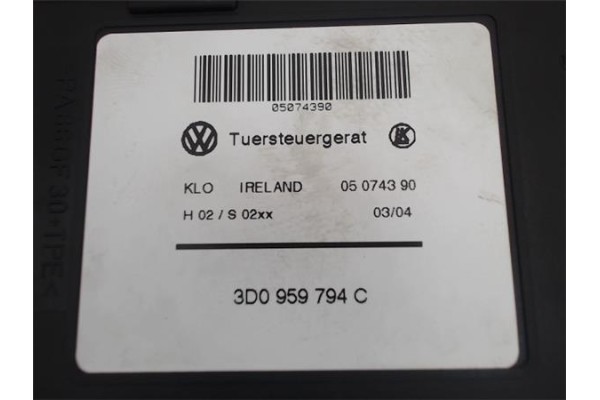 05074390
Tuersteuergerat
KLO IRELAND 05 0743 90
H 02 / S 02xx 03/04
3D0 959 794 C